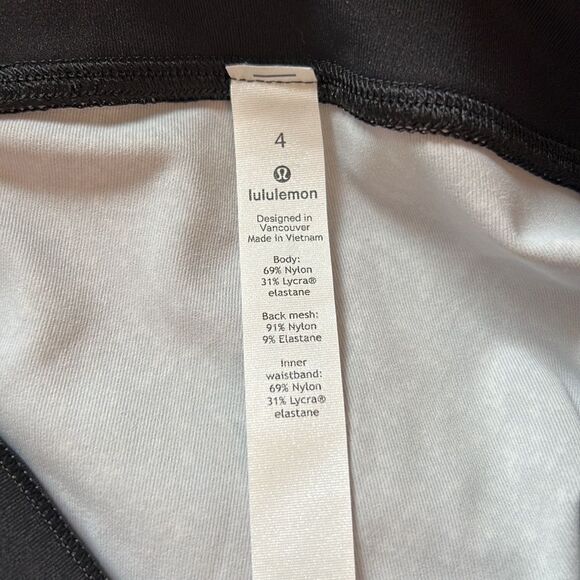 4
lululemon
Designed in
Vancouver
Made in Vietnam
Body:
69% Nylon
31% Lycra®
elastane
Back mesh:
91% Nylon
9% Elastane
Inner
waistband:
69% Nylon
31% Lycra®
elastane